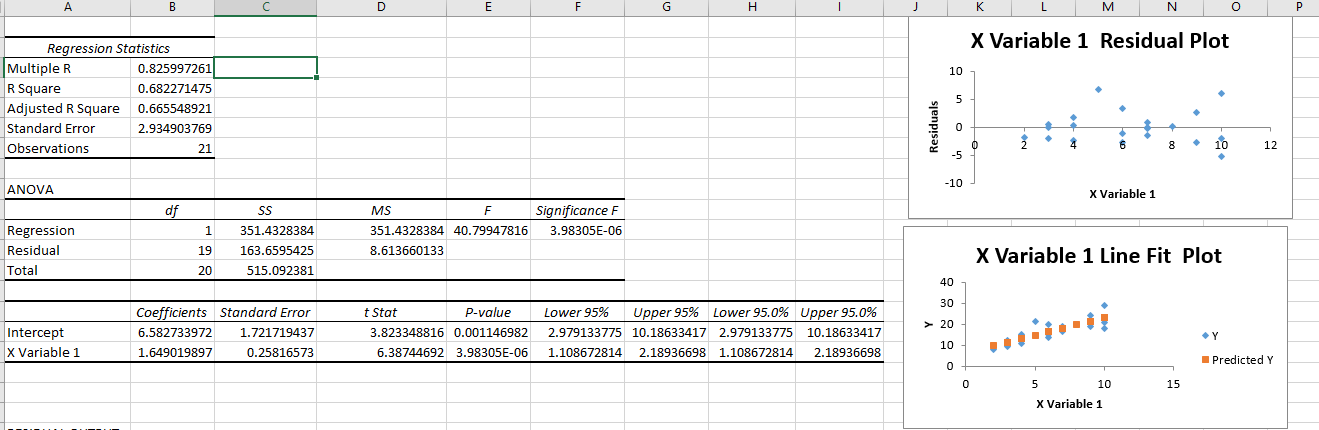 A B C D E F G H I J K L M N O P
Regression Statistics
Multiple R 0.825997261
R Square 0.682271475
Adjusted R Square 0.665548921
Standard Error 2.934903769
Observations 21
ANOVA
df SS MS F Significance F
Regression 1 351.4328384 351.4328384 40.79947816 3.98305E-06
Residual 19 163.6595425 8.613660133
Total 20 515.092381
Coefficients Standard Error t Stat P-value Lower 95% Upper 95% Lower 95.0% Upper 95.0%
Intercept 6.582733972 1.721719437 3.823348816 0.001146982 2.979133775 10.18633417 2.979133775 10.18633417
X Variable 1 1.649019897 0.25816573 6.38744692 3.98305E-06 1.108672814 2.18936698 1.108672814 2.18936698
X Variable 1 Residual Plot
Residuals
10
5
0
-5
-10
0 2 4 6 8 10 12
X Variable 1
X Variable 1 Line Fit Plot
Y
40
30
20
10
0
0 5 10 15
X Variable 1
Y
Predicted Y